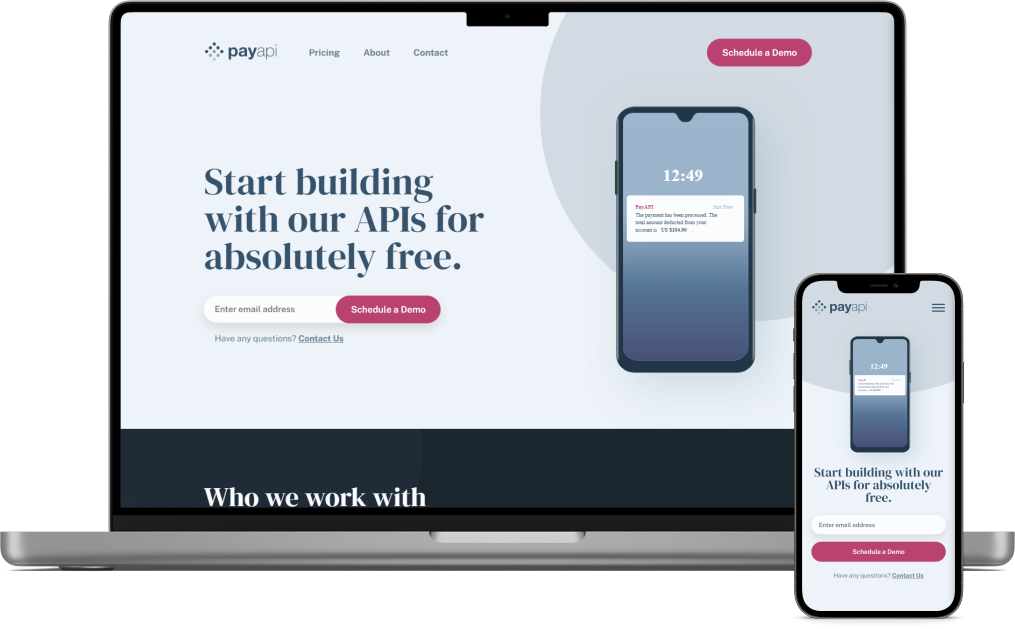 payapi
Pricing
About
Contact
Schedule a Demo
Start building
with our APIs for
absolutely free.
Enter email address
Schedule a Demo
Have any questions? Contact Us
12:49
PayAPI
Just Now
The payment has been processed. The
total amount deducted from your
account is US $164.90 .
Who we work with
payapi
12:49
Start building with our
APIs for absolutely
free.
Enter email address
Schedule a Demo
Have any questions? Contact Us